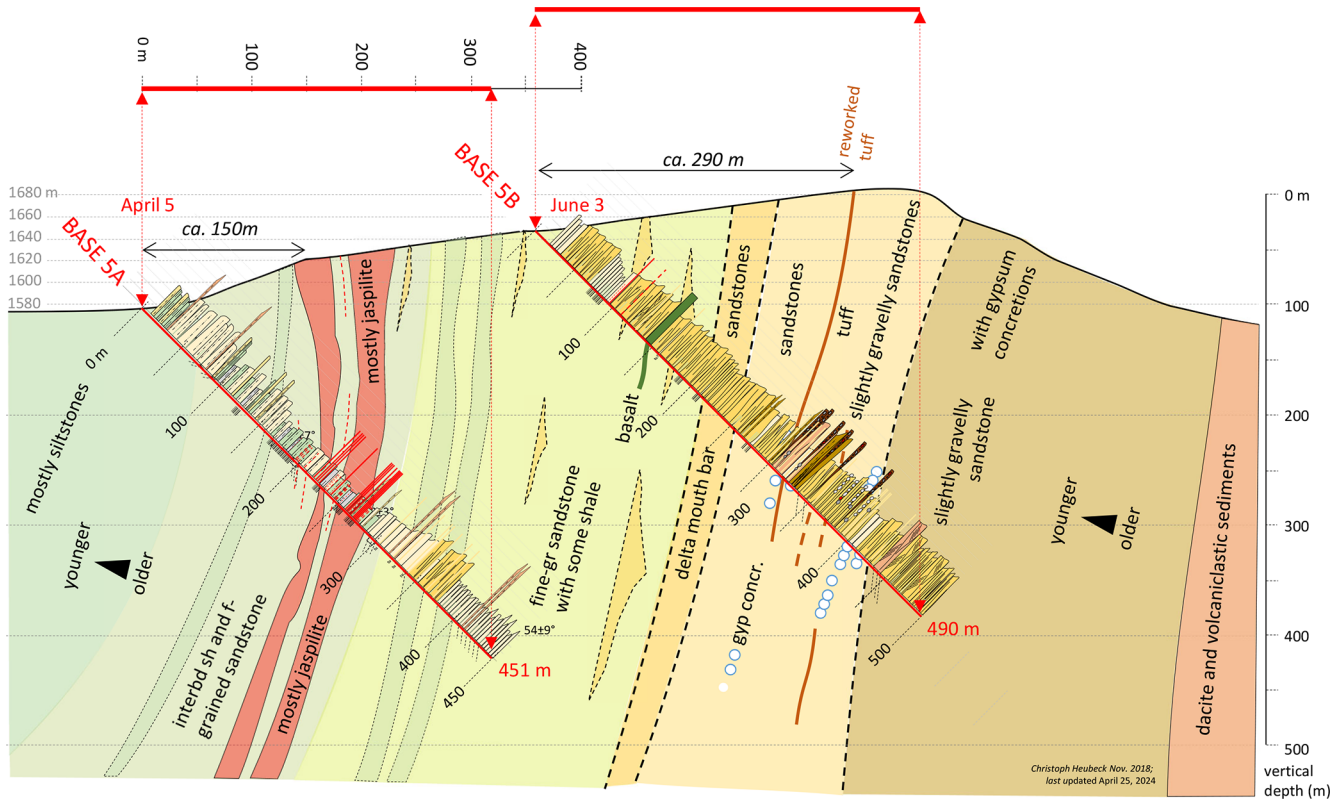 0 m
100
200
300
400
1680 m
1660
1640
1620
1600
1580
April 5
BASE 5A
ca. 150m
BASE 5B
June 3
ca. 290 m
reworked
tuff
0 m
100
200
300
400
500
vertical
depth (m)
0 m
100
200
300
400
450
451 m
54±9°
100
200
300
400
500
490 m
mostly siltstones
younger
older
interbd sh and f-
grained sandstone
mostly jaspilite
mostly jaspilite
fine-gr sandstone
with some shale
basalt
delta mouth bar
sandstones
sandstones
tuff
gyp concr.
slightly gravelly sandstones
with gypsum
concretions
slightly gravelly
sandstone
younger
older
dacite and volcaniclastic sediments
Christoph Heubeck Nov. 2018;
last updated April 25, 2024